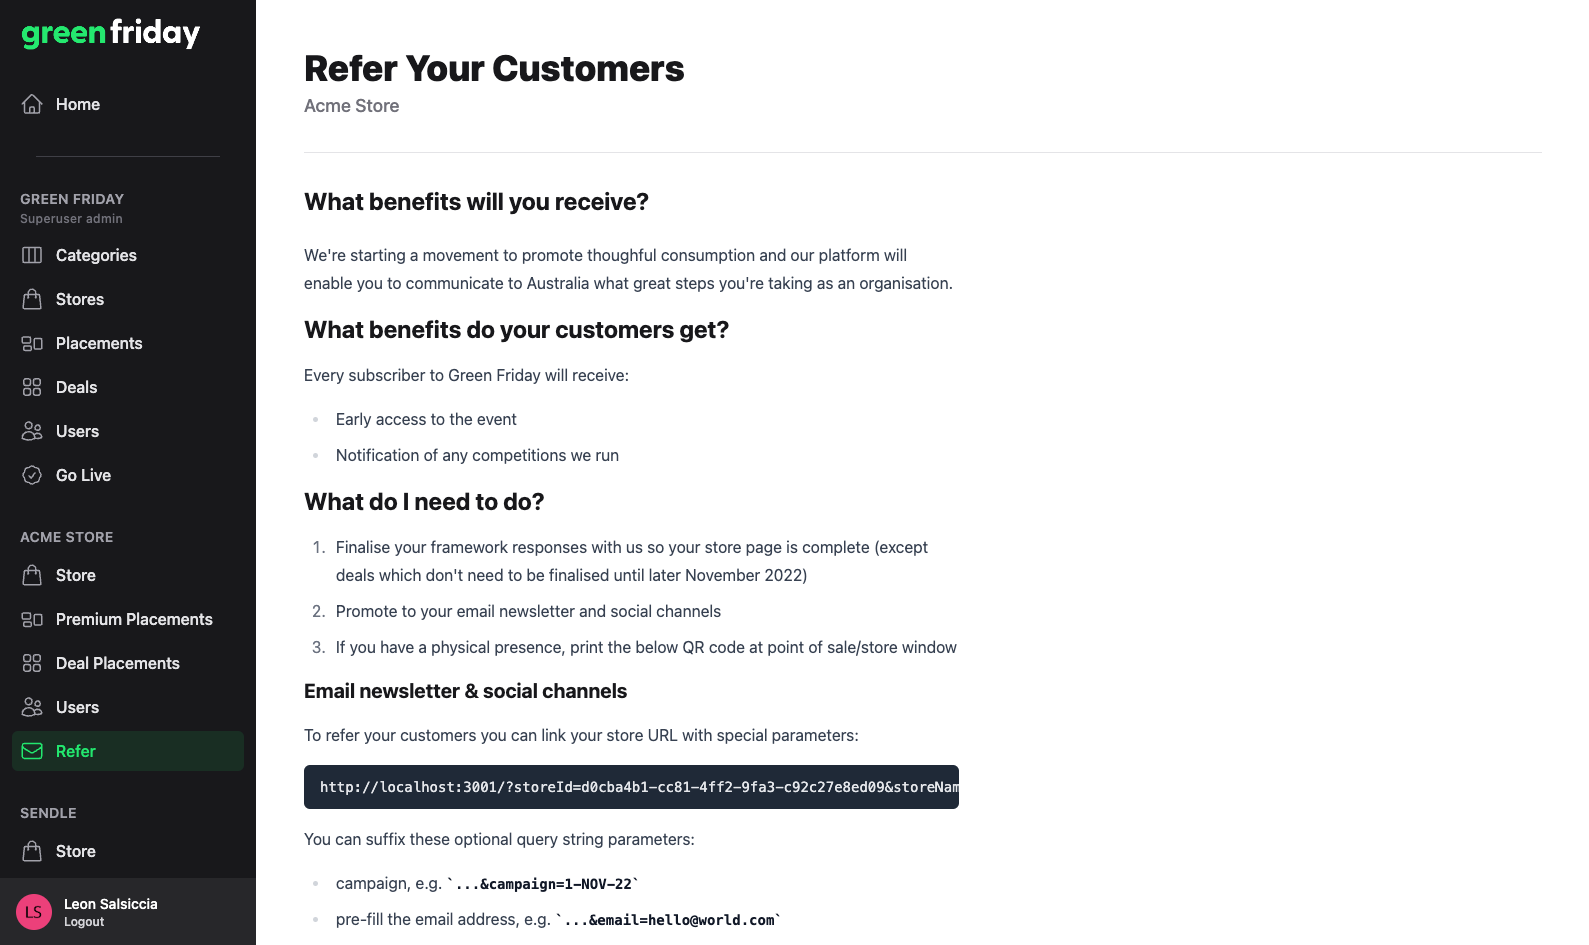 greenfriday
Home
GREEN FRIDAY
Superuser admin
Categories
Stores
Placements
Deals
Users
Go Live
ACME STORE
Store
Premium Placements
Deal Placements
Users
Refer
SENDLE
Store
LS
Leon Salsiccia
Logout
Refer Your Customers
Acme Store
What benefits will you receive?
We're starting a movement to promote thoughful consumption and our platform will
enable you to communicate to Australia what great steps you're taking as an organisation.
What benefits do your customers get?
Every subscriber to Green Friday will receive:
Early access to the event
Notification of any competitions we run
What do I need to do?
1. Finalise your framework responses with us so your store page is complete (except
deals which don't need to be finalised until later November 2022)
2. Promote to your email newsletter and social channels
3. If you have a physical presence, print the below QR code at point of sale/store window
Email newsletter & social channels
To refer your customers you can link your store URL with special parameters:
http://localhost:3001/?storeId=d0cba4b1-cc81-4ff2-9fa3-c92c27e8ed09&storeNam
You can suffix these optional query string parameters:
campaign, e.g. `...&campaign=1-NOV-22`
pre-fill the email address, e.g. `...&email=hello@world.com`